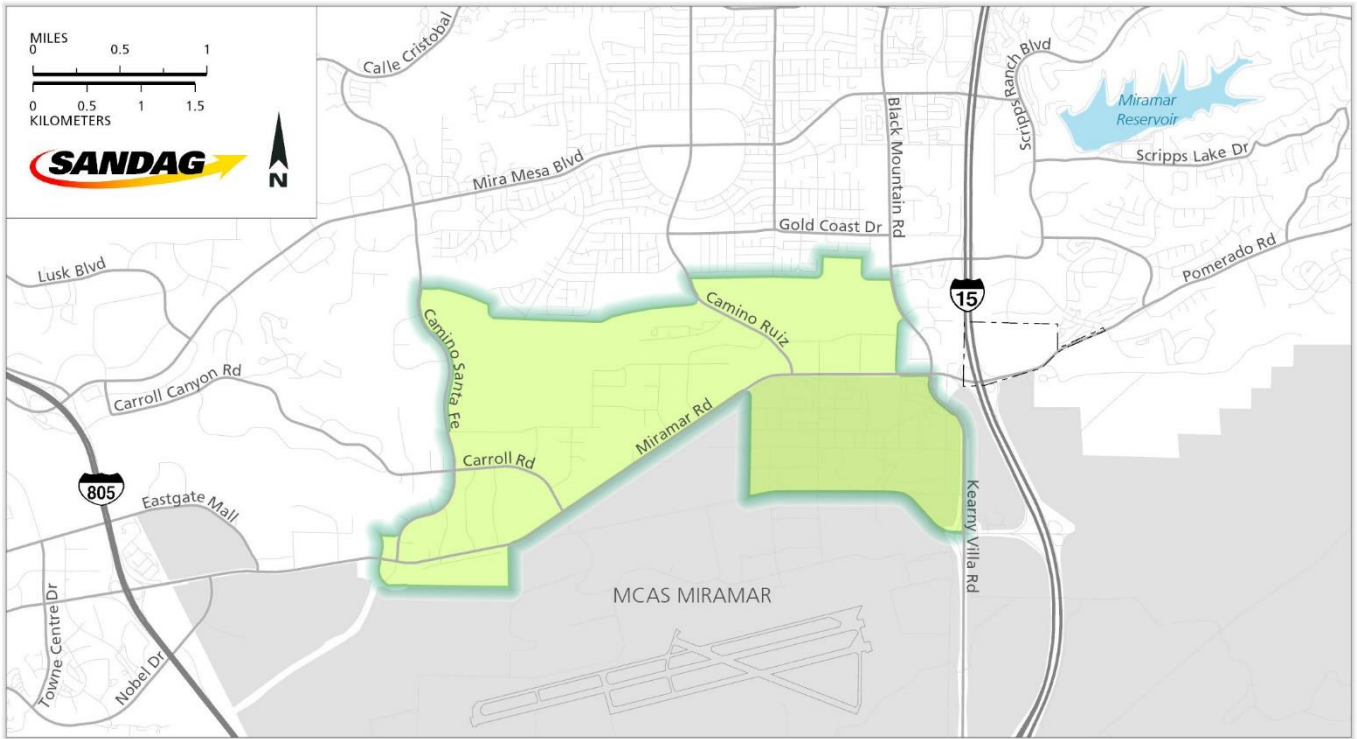 MILES
0 0.5 1
0 0.5 1 1.5
KILOMETERS
SANDAG
N
Calle Cristobal
Mira Mesa Blvd
Black Mountain Rd
Scripps Ranch Blvd
Miramar
Reservoir
Scripps Lake Dr
Gold Coast Dr
Pomerado Rd
Lusk Blvd
15
Camino Ruiz
Camino Santa Fe
Carroll Canyon Rd
Miramar Rd
Carroll Rd
805
Eastgate Mall
Kearny Villa Rd
MCAS MIRAMAR
Towne Centre Dr
Nobel Dr